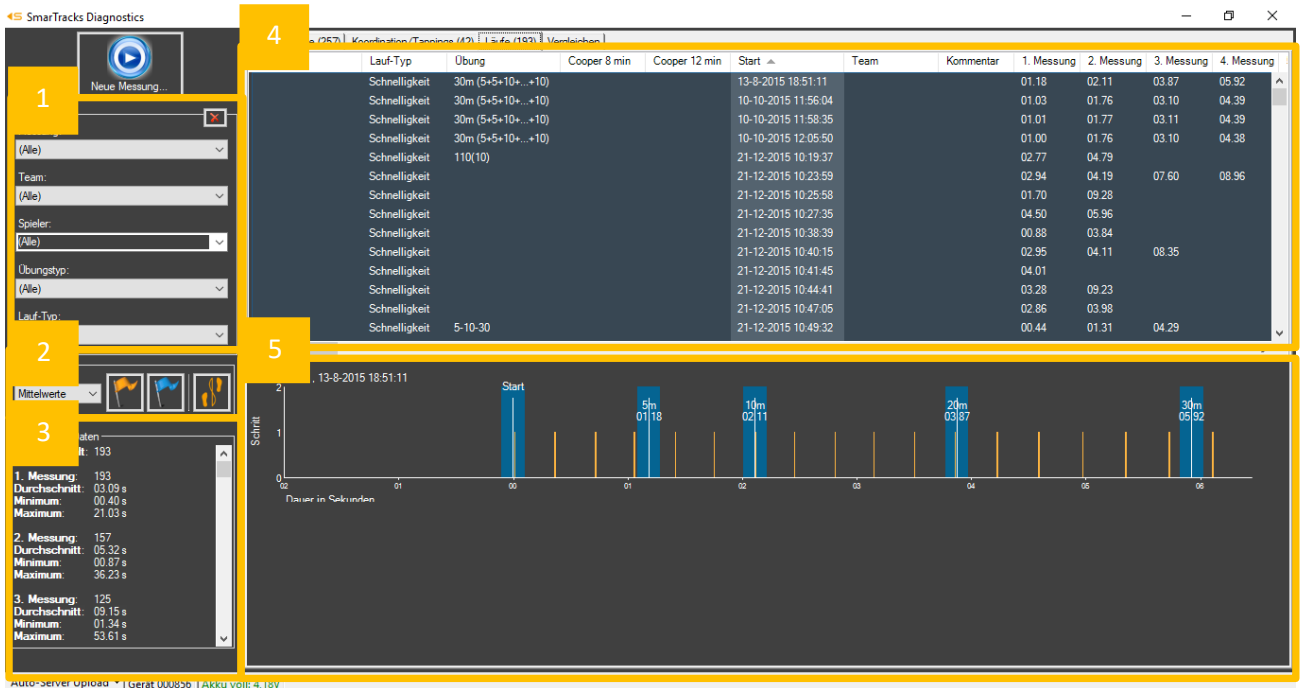 SmarTracks Diagnostics
4
(257) Koordination/Tappings (42) Läufe (193) Vergleichen
Neue Messung...
1
(Alle)
Team:
(Alle)
Spieler:
(Alle)
Übungstyp:
(Alle)
Lauf-Typ:
2
Mittelwerte
3
193
1. Messung: 193
Durchschnitt: 03.09 s
Minimum: 00.40 s
Maximum: 21.03 s
2. Messung: 157
Durchschnitt: 05.32 s
Minimum: 00.87 s
Maximum: 36.23 s
3. Messung: 125
Durchschnitt: 09.15 s
Minimum: 01.34 s
Maximum: 53.61 s
Lauf-Typ Übung Cooper 8 min Cooper 12 min Start Team Kommentar 1. Messung 2. Messung 3. Messung 4. Messung
Schnelligkeit 30m (5+5+10+...+10) 13-8-2015 18:51:11 01.18 02.11 03.87 05.92
Schnelligkeit 30m (5+5+10+...+10) 10-10-2015 11:56:04 01.03 01.76 03.10 04.39
Schnelligkeit 30m (5+5+10+...+10) 10-10-2015 11:58:35 01.01 01.77 03.11 04.39
Schnelligkeit 30m (5+5+10+...+10) 10-10-2015 12:05:50 01.00 01.76 03.10 04.38
Schnelligkeit 110(10) 21-12-2015 10:19:37 02.77 04.79
Schnelligkeit 21-12-2015 10:23:59 02.94 04.19 07.60 08.96
Schnelligkeit 21-12-2015 10:25:58 01.70 09.28
Schnelligkeit 21-12-2015 10:27:35 04.50 05.96
Schnelligkeit 21-12-2015 10:38:39 00.88 03.84
Schnelligkeit 21-12-2015 10:40:15 02.95 04.11 08.35
Schnelligkeit 21-12-2015 10:41:45 04.01
Schnelligkeit 21-12-2015 10:44:41 03.28 09.23
Schnelligkeit 21-12-2015 10:47:05 02.86 03.98
Schnelligkeit 5-10-30 21-12-2015 10:49:32 00.44 01.31 04.29
5
, 13-8-2015 18:51:11
Start
5m 10m 20m 30m
01.18 02.11 03.87 05.92
Schritt
2
1
0
02 01 00 01 02 03 04 05 06
Dauer in Sekunden
Auto-Server Upload Gerät 000856 Akku voll: 4.18V